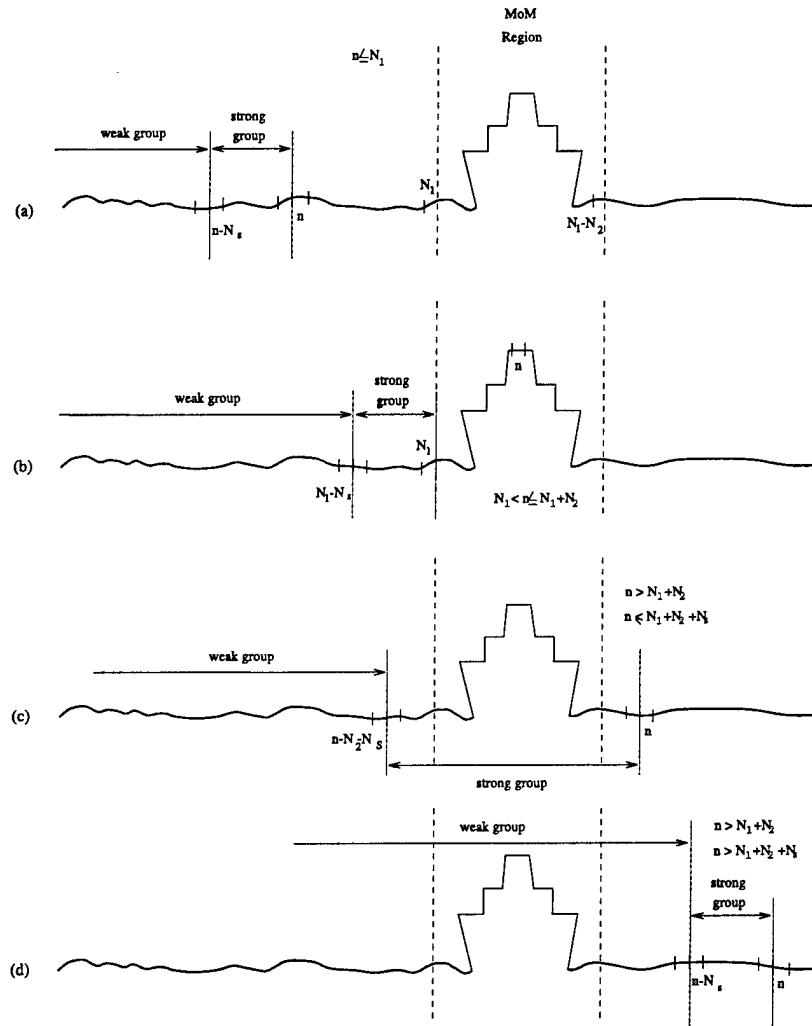 MoM
Region
n≤N₁
strong
group
weak group
N₁
(a)
n-Nₛ
n
N₁-N₂
strong
group
weak group
n
N₁
(b)
N₁-Nₛ
N₁ < n ≤ N₁+N₂
n > N₁+N₂
n ≤ N₁+N₂+Nₛ
weak group
(c)
n-N₂-N_S
n
strong group
weak group
n > N₁+N₂
n > N₁+N₂+Nₛ
strong
group
(d)
n-Nₛ
n